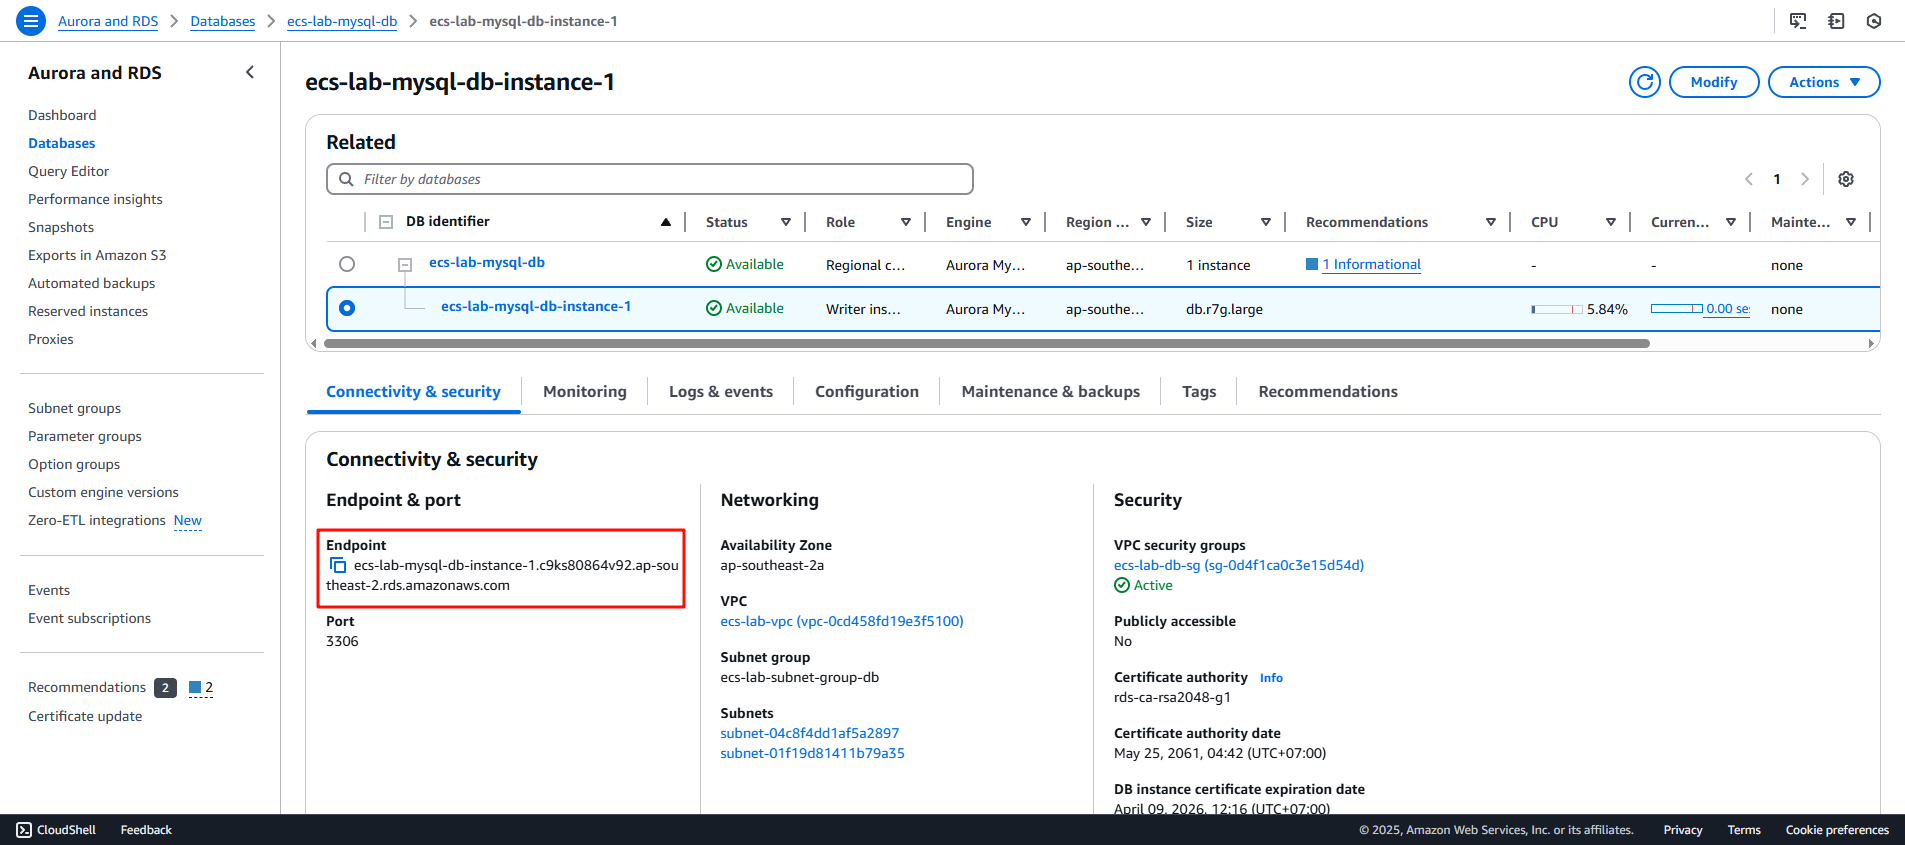 Aurora and RDS > Databases > ecs-lab-mysql-db > ecs-lab-mysql-db-instance-1
Aurora and RDS
Dashboard
Databases
Query Editor
Performance insights
Snapshots
Exports in Amazon S3
Automated backups
Reserved instances
Proxies
Subnet groups
Parameter groups
Option groups
Custom engine versions
Zero-ETL integrations New
Events
Event subscriptions
Recommendations 2 2
Certificate update
ecs-lab-mysql-db-instance-1
Modify
Actions
Related
Filter by databases
1
DB identifier Status Role Engine Region ... Size Recommendations CPU Curren... Mainte...
ecs-lab-mysql-db Available Regional c... Aurora My... ap-southe... 1 instance 1 Informational - - none
ecs-lab-mysql-db-instance-1 Available Writer ins... Aurora My... ap-southe... db.r7g.large 5.84% 0.00 se none
Connectivity & security Monitoring Logs & events Configuration Maintenance & backups Tags Recommendations
Connectivity & security
Endpoint & port
Endpoint
ecs-lab-mysql-db-instance-1.c9ks80864v92.ap-sou
theast-2.rds.amazonaws.com
Port
3306
Networking
Availability Zone
ap-southeast-2a
VPC
ecs-lab-vpc (vpc-0cd458fd19e3f5100)
Subnet group
ecs-lab-subnet-group-db
Subnets
subnet-04c8f4dd1af5a2897
subnet-01f19d81411b79a35
Security
VPC security groups
ecs-lab-db-sg (sg-0d4f1ca0c3e15d54d)
Active
Publicly accessible
No
Certificate authority Info
rds-ca-rsa2048-g1
Certificate authority date
May 25, 2061, 04:42 (UTC+07:00)
DB instance certificate expiration date
April 09, 2026, 12:16 (UTC+07:00)
CloudShell Feedback © 2025, Amazon Web Services, Inc. or its affiliates. Privacy Terms Cookie preferences